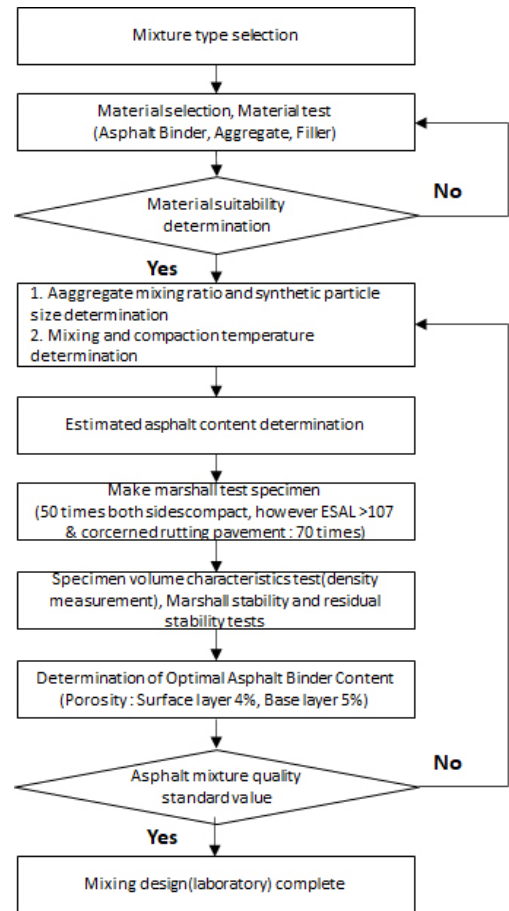 Mixture type selection
Material selection, Material test
(Asphalt Binder, Aggregate, Filler)
No
Material suitability
determination
Yes
1. Aaggregate mixing ratio and synthetic particle
size determination
2. Mixing and compaction temperature
determination
Estimated asphalt content determination
Make marshall test specimen
(50 times both sidescompact, however ESAL >107
& corcerned rutting pavement : 70 times)
Specimen volume characteristics test(density
measurement), Marshall stability and residual
stability tests
Determination of Optimal Asphalt Binder Content
(Porosity : Surface layer 4%, Base layer 5%)
No
Asphalt mixture quality
standard value
Yes
Mixing design(laboratory) complete